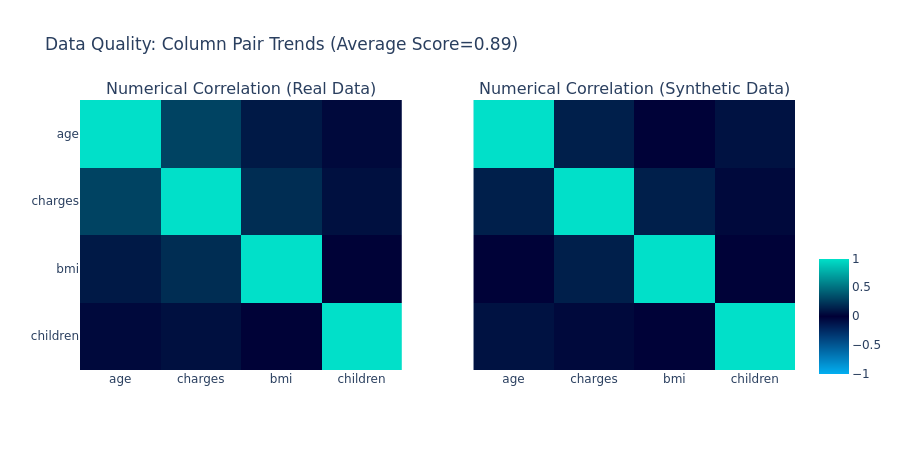 Data Quality: Column Pair Trends (Average Score=0.89)
Numerical Correlation (Real Data)
Numerical Correlation (Synthetic Data)
age
charges
bmi
children
age
charges
bmi
children
age
charges
bmi
children
1
0.5
0
−0.5
−1